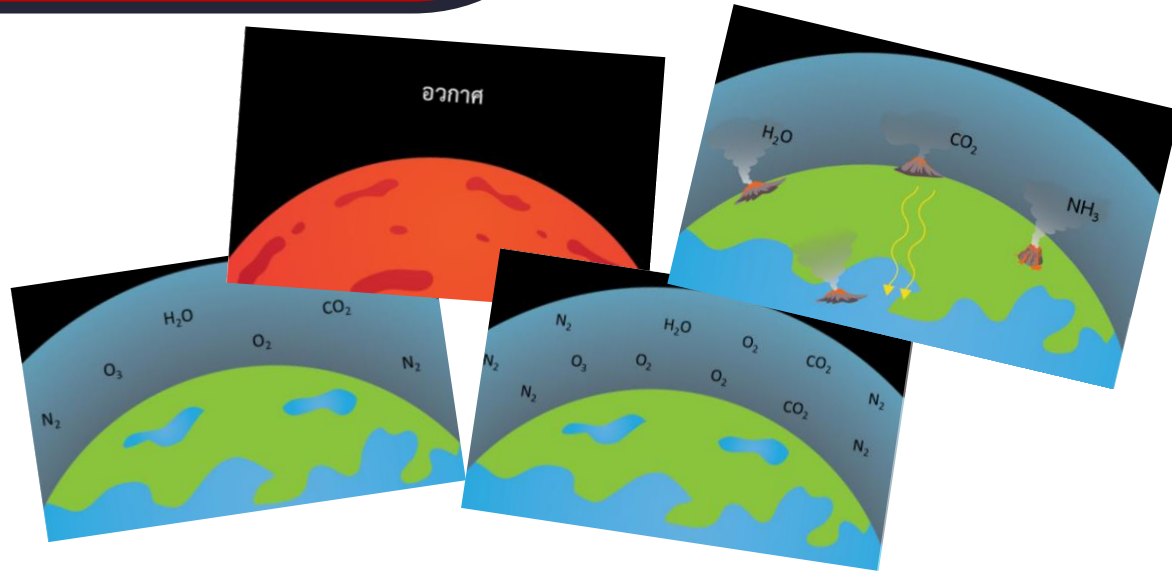 อวกาศ
H₂O
CO₂
NH₃
H₂O
CO₂
O₂
O₃
N₂
N₂
N₂
H₂O
O₂
CO₂
N₂
O₃
O₂
O₂
N₂
N₂
CO₂
N₂